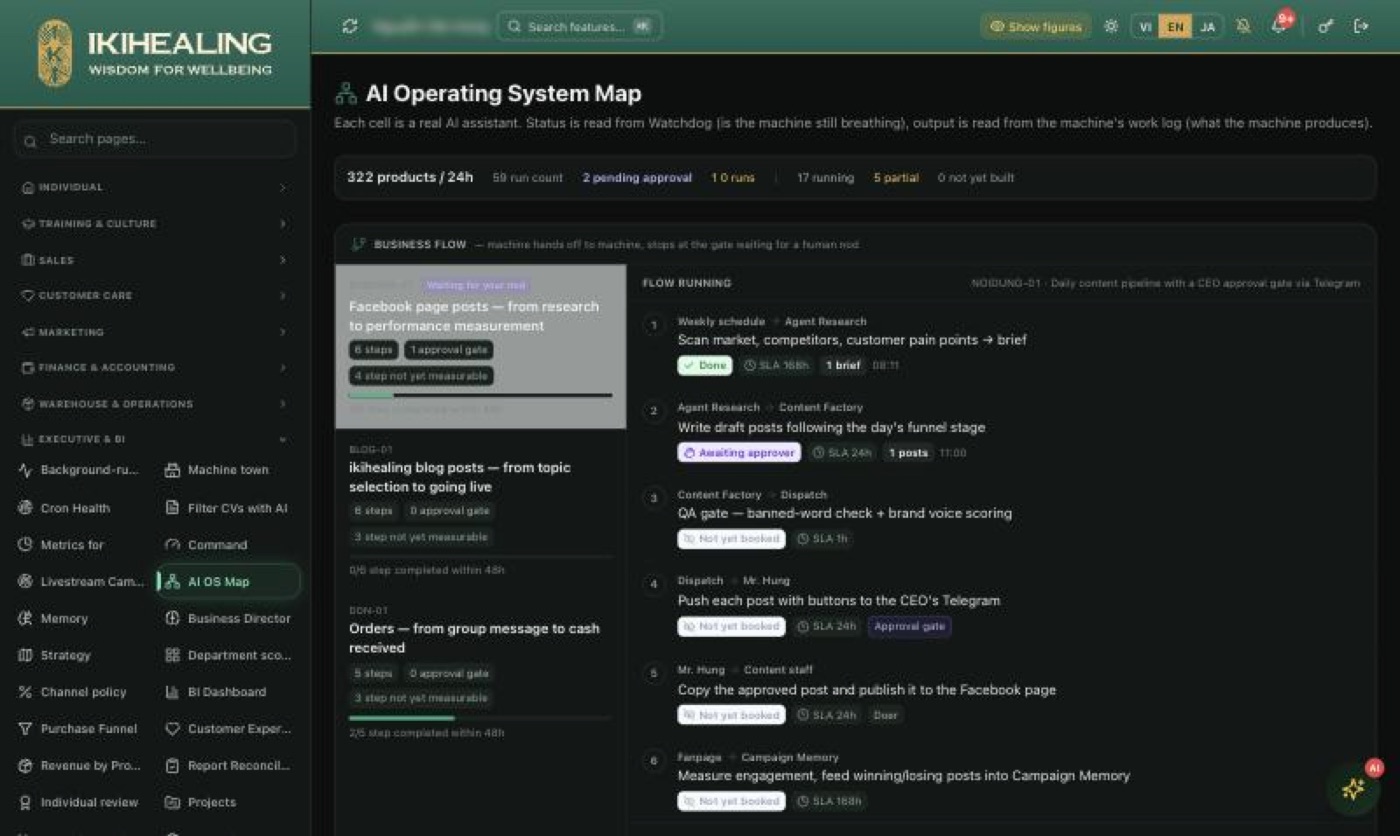 IKIHEALING
WISDOM FOR WELLBEING
Search features...
Show figures
VI EN JA
9+
Search pages...
INDIVIDUAL
TRAINING & CULTURE
SALES
CUSTOMER CARE
MARKETING
FINANCE & ACCOUNTING
WAREHOUSE & OPERATIONS
EXECUTIVE & BI
Background-ru...
Machine town
Cron Health
Filter CVs with AI
Metrics for
Command
Livestream Cam...
AI OS Map
Memory
Business Director
Strategy
Department sco...
Channel policy
BI Dashboard
Purchase Funnel
Customer Exper...
Revenue by Pro...
Report Reconcil...
Individual review
Projects
AI Operating System Map
Each cell is a real AI assistant. Status is read from Watchdog (is the machine still breathing), output is read from the machine's work log (what the machine produces).
322 products / 24h 59 run count 2 pending approval 1 0 runs 17 running 5 partial 0 not yet built
BUSINESS FLOW — machine hands off to machine, stops at the gate waiting for a human nod.
Waiting for your nod
Facebook page posts — from research
to performance measurement
6 steps 1 approval gate
4 step not yet measurable
BLOG-01
ikihealing blog posts — from topic
selection to going live
6 steps 0 approval gate
3 step not yet measurable
0/6 step completed within 48h
DON-01
Orders — from group message to cash
received
5 steps 0 approval gate
3 step not yet measurable
2/5 step completed within 48h
FLOW RUNNING
NOIDUNG-01 · Daily content pipeline with a CEO approval gate via Telegram
1
Weekly schedule → Agent Research
Scan market, competitors, customer pain points → brief
Done SLA 168h 1 brief 08:11
2
Agent Research → Content Factory
Write draft posts following the day's funnel stage
Awaiting approver SLA 24h 1 posts 11:00
3
Content Factory → Dispatch
QA gate — banned-word check + brand voice scoring
Not yet booked SLA 1h
4
Dispatch → Mr. Hung
Push each post with buttons to the CEO's Telegram
Not yet booked SLA 24h Approval gate
5
Mr. Hung → Content staff
Copy the approved post and publish it to the Facebook page
Not yet booked SLA 24h Duer
6
Fanpage → Campaign Memory
Measure engagement, feed winning/losing posts into Campaign Memory
Not yet booked SLA 168h
AI